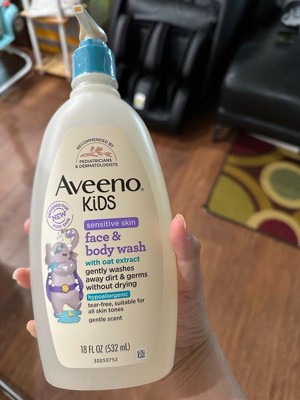 RECOMMENDED BY
PEDIATRICIANS & DERMATOLOGISTS
Aveeno®
KiDS
NEW
sensitive skin
face &
body wash
with oat extract
gently washes
away dirt & germs
without drying
hypoallergenic
tear-free, suitable for
all skin tones
gentle scent
18 FL OZ (532 mL)
30050752